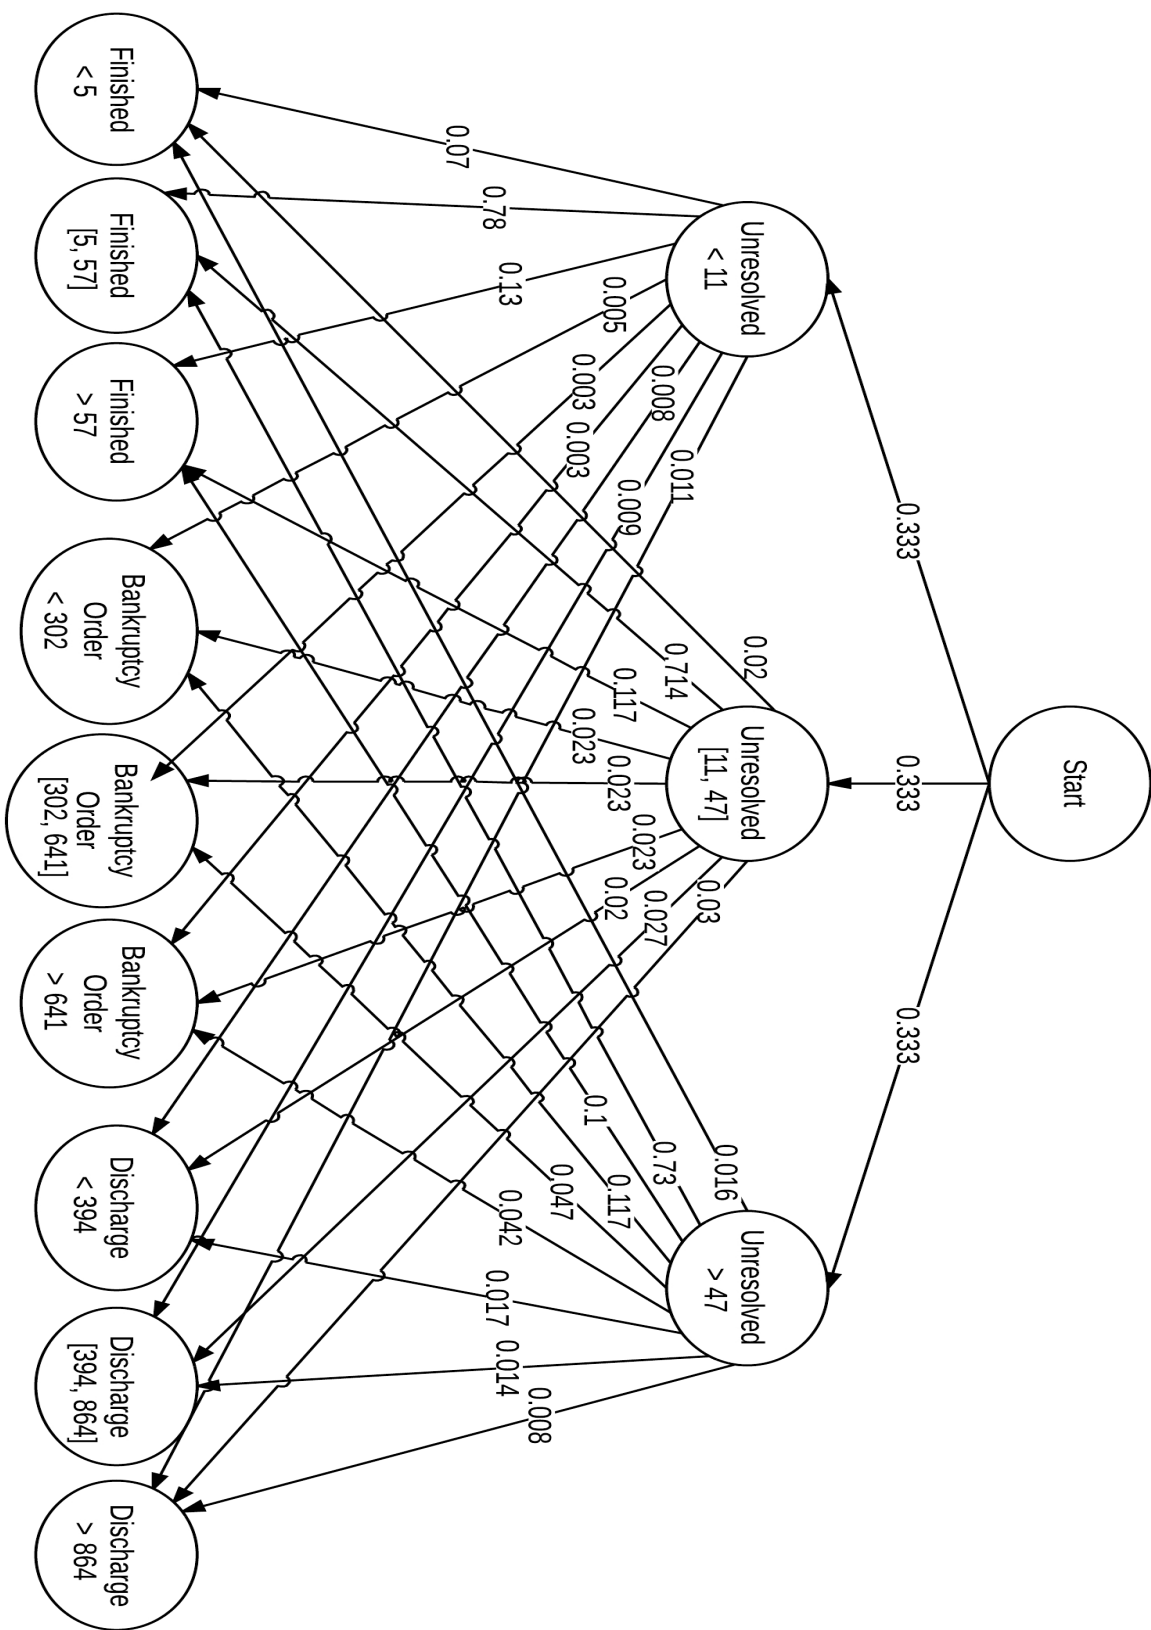 Start
0.333
0.333
0.333
Unresolved
< 11
Unresolved
[11, 47]
Unresolved
> 47
0.07
0.78
0.13
0.005
0.003
0.003
0.008
0.009
0.011
0.02
0.714
0.117
0.023
0.023
0.023
0.02
0.027
0.03
0.016
0.73
0.1
0.117
0.047
0.042
0.017
0.014
0.008
Finished
< 5
Finished
[5, 57]
Finished
> 57
Bankruptcy
Order
< 302
Bankruptcy
Order
[302, 641]
Bankruptcy
Order
> 641
Discharge
< 394
Discharge
[394, 864]
Discharge
> 864